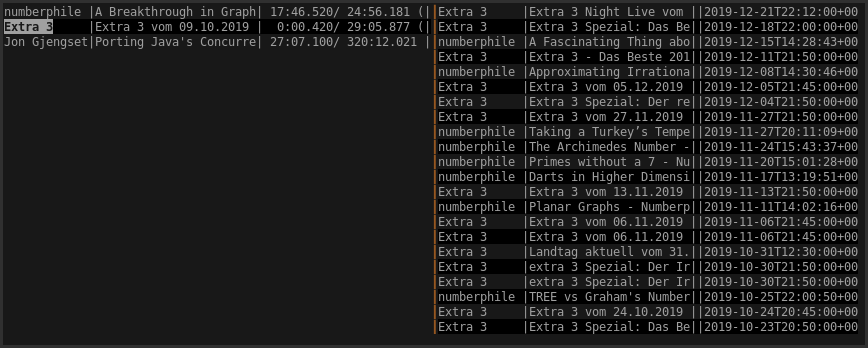 numberphile |A Breakthrough in Graph| 17:46.520/ 24:56.181 (|
Extra 3 |Extra 3 vom 09.10.2019 | 0:00.420/ 29:05.877 (|
Jon Gjengset|Porting Java's Concurre| 27:07.100/ 320:12.021 |
Extra 3 |Extra 3 Night Live vom ||2019-12-21T22:12:00+00
Extra 3 |Extra 3 Spezial: Das Be||2019-12-18T22:00:00+00
numberphile |A Fascinating Thing abo||2019-12-15T14:28:43+00
Extra 3 |Extra 3 - Das Beste 201||2019-12-11T21:50:00+00
numberphile |Approximating Irrationa||2019-12-08T14:30:46+00
Extra 3 |Extra 3 vom 05.12.2019 ||2019-12-05T21:45:00+00
Extra 3 |Extra 3 Spezial: Der re||2019-12-04T21:50:00+00
Extra 3 |Extra 3 vom 27.11.2019 ||2019-11-27T21:50:00+00
numberphile |Taking a Turkey’s Tempe||2019-11-27T20:11:09+00
numberphile |The Archimedes Number -||2019-11-24T15:43:37+00
numberphile |Primes without a 7 - Nu||2019-11-20T15:01:28+00
numberphile |Darts in Higher Dimensi||2019-11-17T13:19:51+00
Extra 3 |Extra 3 vom 13.11.2019 ||2019-11-13T21:50:00+00
numberphile |Planar Graphs - Numberp||2019-11-11T14:02:16+00
Extra 3 |Extra 3 vom 06.11.2019 ||2019-11-06T21:45:00+00
Extra 3 |Extra 3 vom 06.11.2019 ||2019-11-06T21:45:00+00
Extra 3 |Landtag aktuell vom 31.||2019-10-31T12:30:00+00
Extra 3 |extra 3 Spezial: Der Ir||2019-10-30T21:50:00+00
Extra 3 |extra 3 Spezial: Der Ir||2019-10-30T21:50:00+00
numberphile |TREE vs Graham's Number||2019-10-25T22:00:50+00
Extra 3 |Extra 3 vom 24.10.2019 ||2019-10-24T20:45:00+00
Extra 3 |Extra 3 Spezial: Das Be||2019-10-23T20:50:00+00